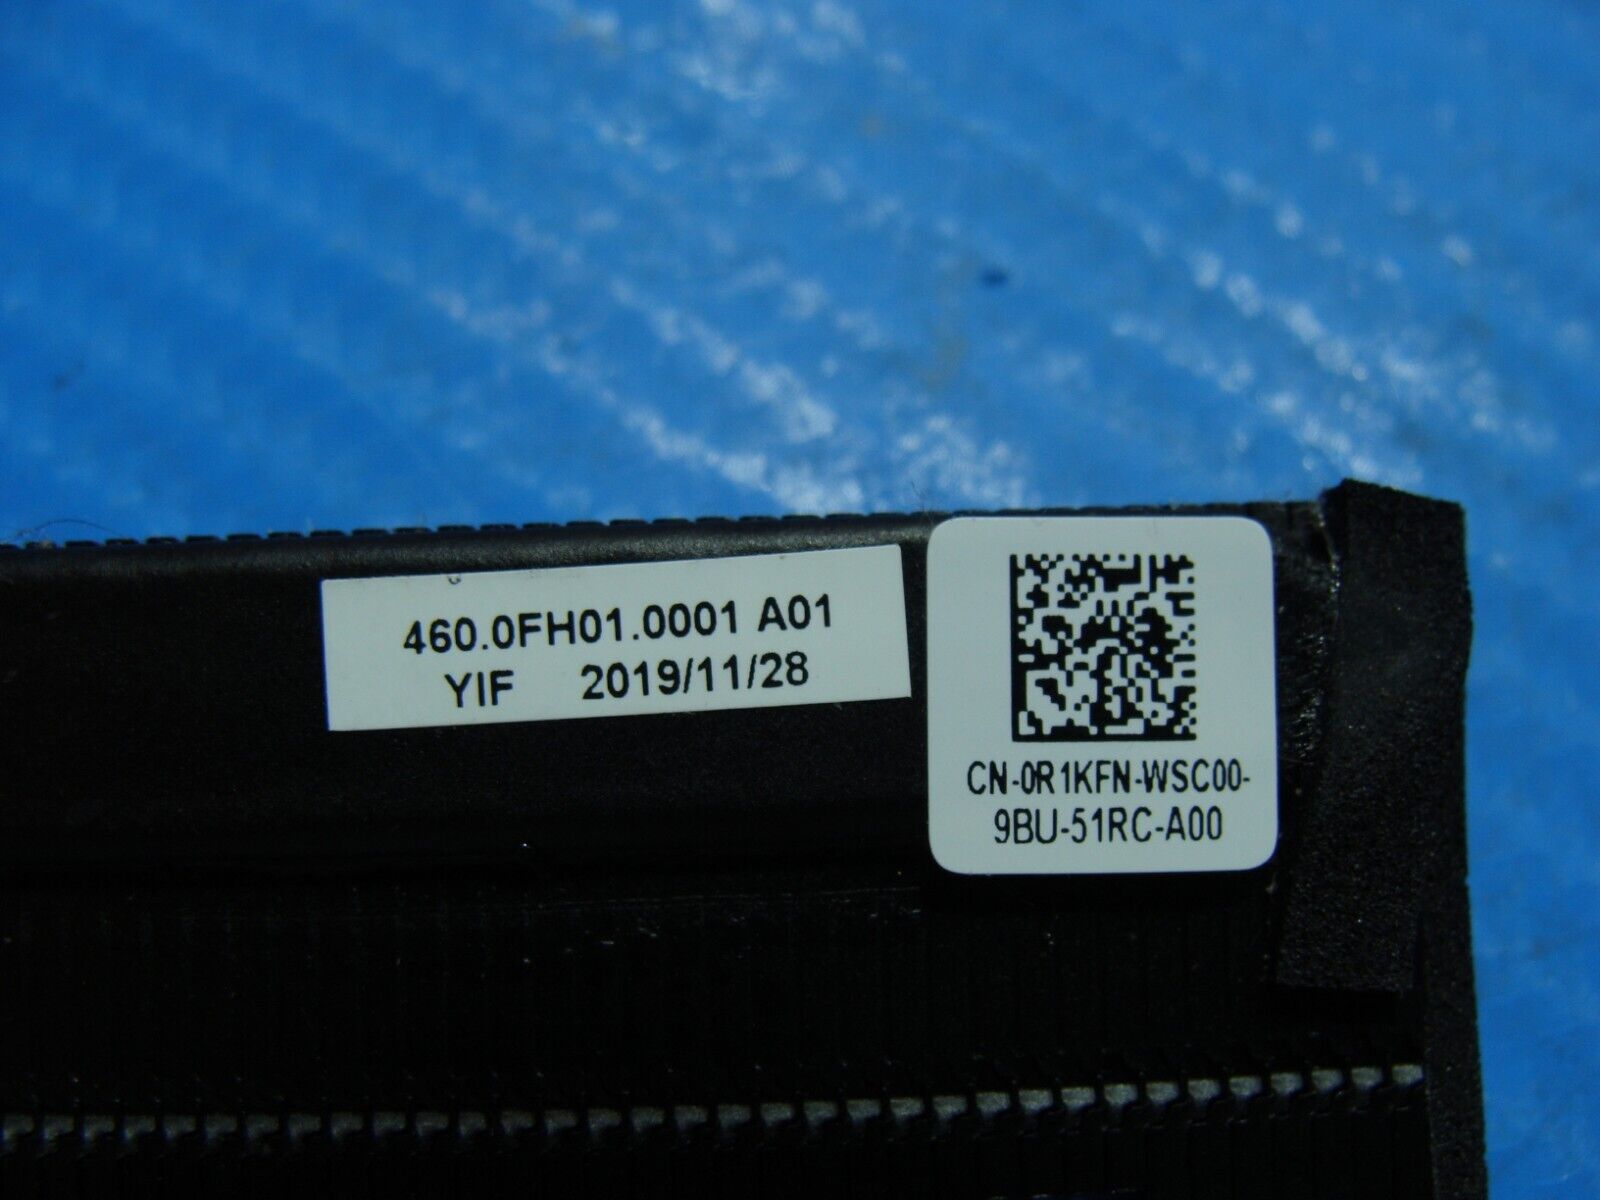 460.0FH01.0001 A01
YIF 2019/11/28
CN-0R1KFN-WSC00-
9BU-51RC-A00